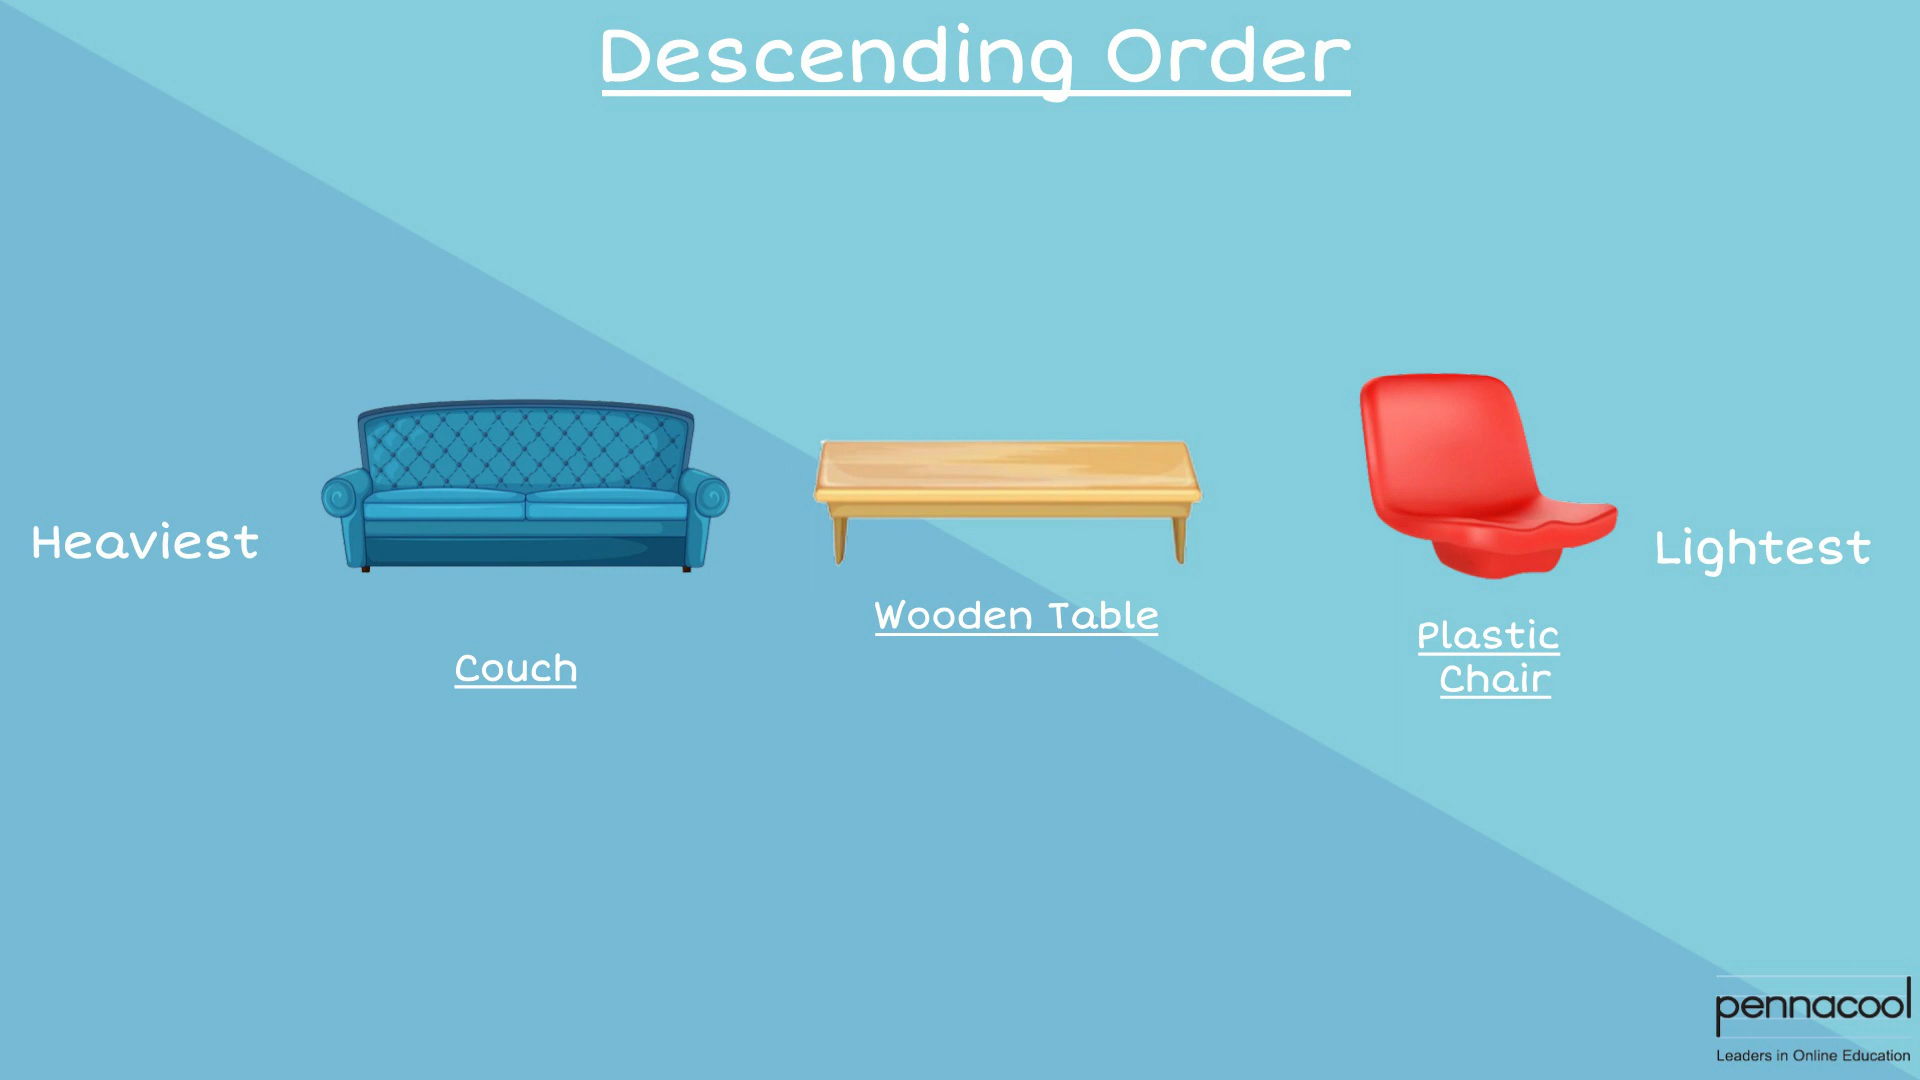 Descending Order
Heaviest
Lightest
Wooden Table
Couch
Plastic
Chair
pennacool
Leaders in Online Education